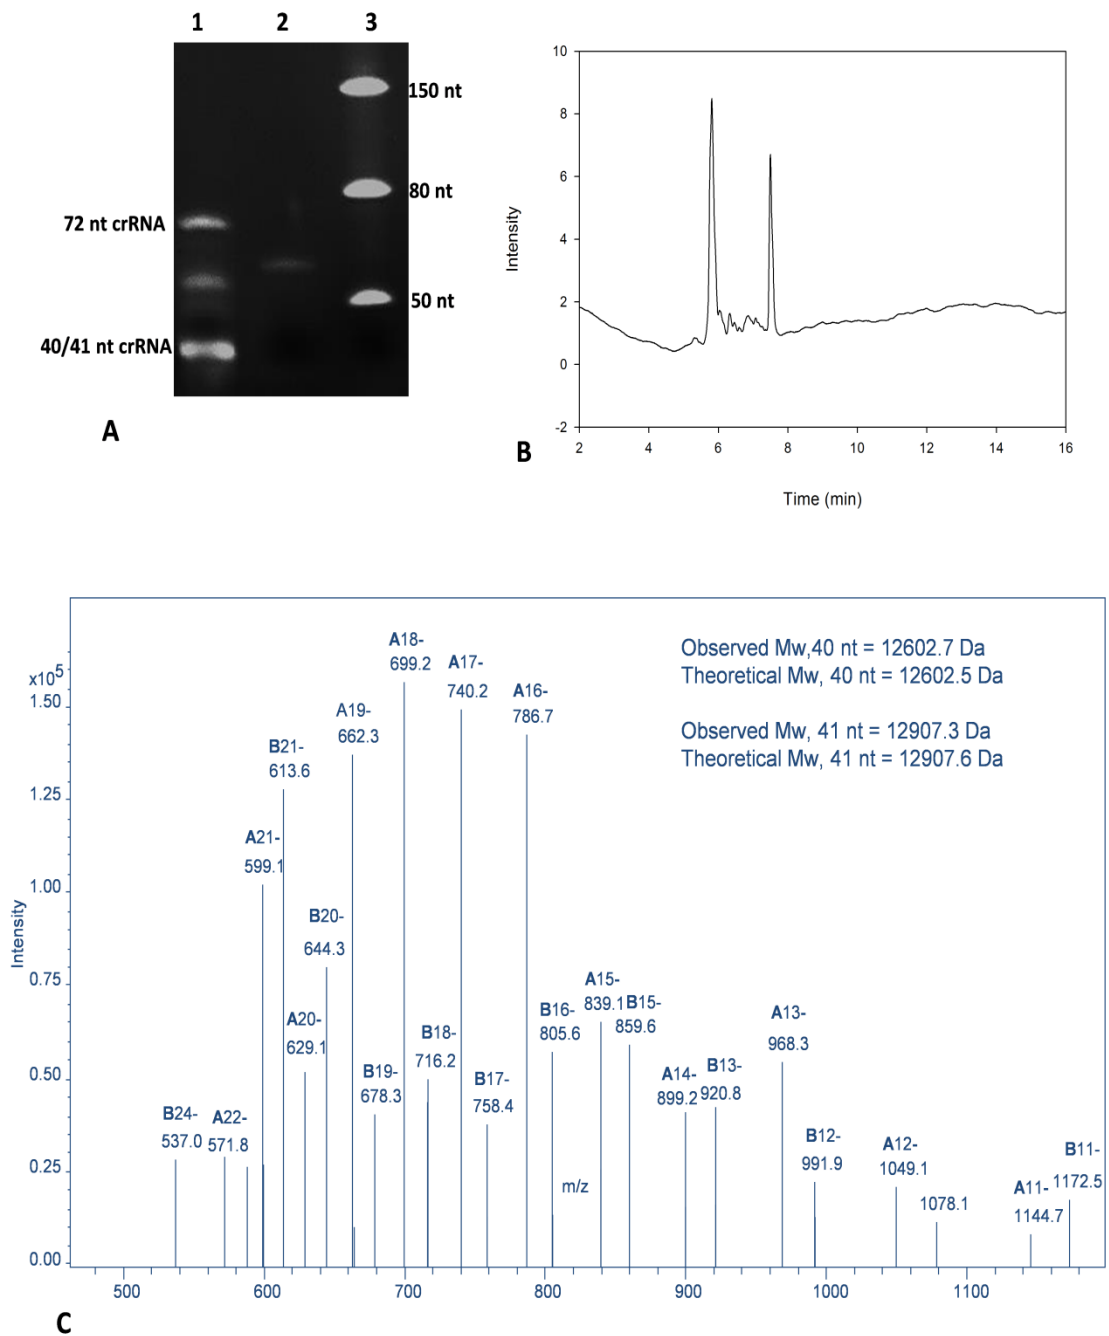 1 2 3
150 nt
80 nt
72 nt crRNA
50 nt
40/41 nt crRNA
A
10
8
6
4
2
0
-2
Intensity
2 4 6 8 10 12 14 16
Time (min)
B
x10⁵
1.50
1.25
1.00
0.75
0.50
0.25
0.00
Intensity
Observed Mw,40 nt = 12602.7 Da
Theoretical Mw, 40 nt = 12602.5 Da
Observed Mw, 41 nt = 12907.3 Da
Theoretical Mw, 41 nt = 12907.6 Da
B24-
537.0
A22-
571.8
A21-
599.1
B21-
613.6
A20-
629.1
B20-
644.3
A19-
662.3
B19-
678.3
A18-
699.2
B18-
716.2
A17-
740.2
B17-
758.4
A16-
786.7
B16-
805.6
A15-
839.1
B15-
859.6
A14-
899.2
B13-
920.8
A13-
968.3
B12-
991.9
A12-
1049.1
1078.1
A11-
1144.7
B11-
1172.5
m/z
500 600 700 800 900 1000 1100
C